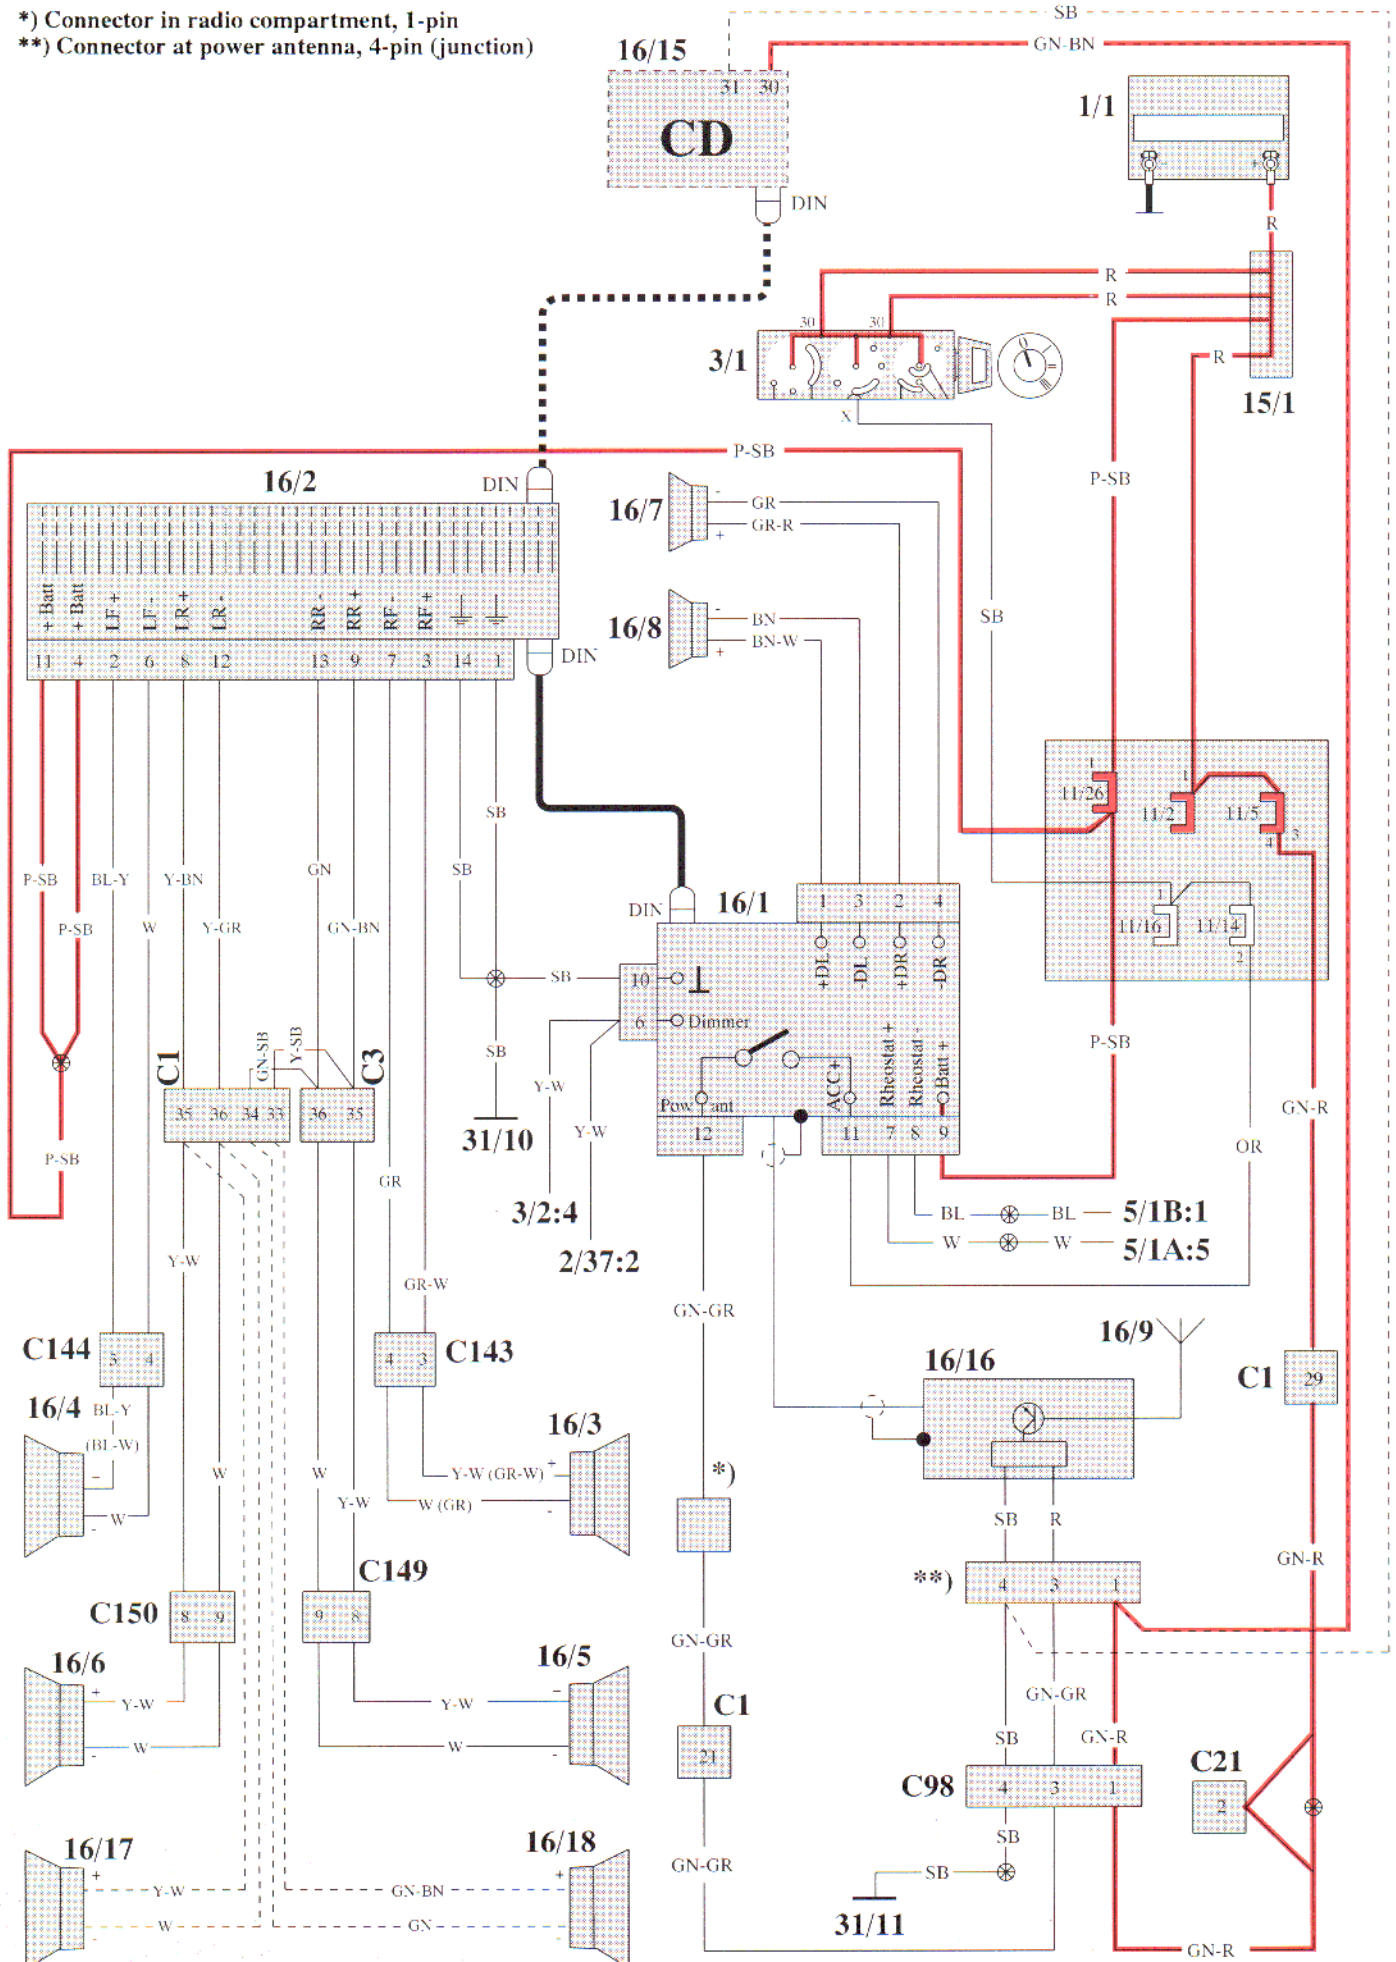 *) Connector in radio compartment, 1-pin
**) Connector at power antenna, 4-pin (junction)
SB
GN-BN
16/15
31 30
CD
DIN
1/1
- +
R
R
R
R
15/1
30 30
3/1
0 I II III
X
P-SB
P-SB
16/2
DIN
16/7
- GR
+ GR-R
16/8
- BN
+ BN-W
SB
+ Batt
+ Batt
LF +
LF -
LR +
LR -
RR -
RR +
RF -
RF +
11 4 2 6 8 12 13 9 7 3 14 1
DIN
1 11/26
1 11/2
11/5
4 3
1 11/16
11/14 2
P-SB
P-SB
BL-Y
W
Y-BN
Y-GR
GN
GN-BN
SB
SB
DIN
16/1
1 3 2 4
+DL
-DL
+DR
-DR
10
6 Dimmer
SB
SB
Pow ant
ACC+
Rheostat +
Rheostat -
Batt +
12 11 7 8 9
P-SB
GN-R
OR
C1
GN-SB
Y-SB
C3
35 36 34 33 36 35
31/10
Y-W
Y-W
3/2:4
2/37:2
P-SB
GR
BL BL 5/1B:1
W W 5/1A:5
Y-W
GR-W
GN-GR
C144
5 4
C143
4 3
16/9
16/16
C1
29
16/4
BL-Y
(BL-W)
-
W
-
16/3
Y-W (GR-W) +
W (GR) -
W
W
Y-W
*)
SB
R
GN-R
**)
4 3 1
C149
C150
8 9 9 8
GN-GR
16/6
+ Y-W
- W
16/5
Y-W -
W -
GN-GR
C1
21
SB
GN-R
C98
4 3 1
C21
2
16/17
+ Y-W
- W
16/18
GN-BN +
GN -
GN-GR
SB
SB
31/11
GN-R